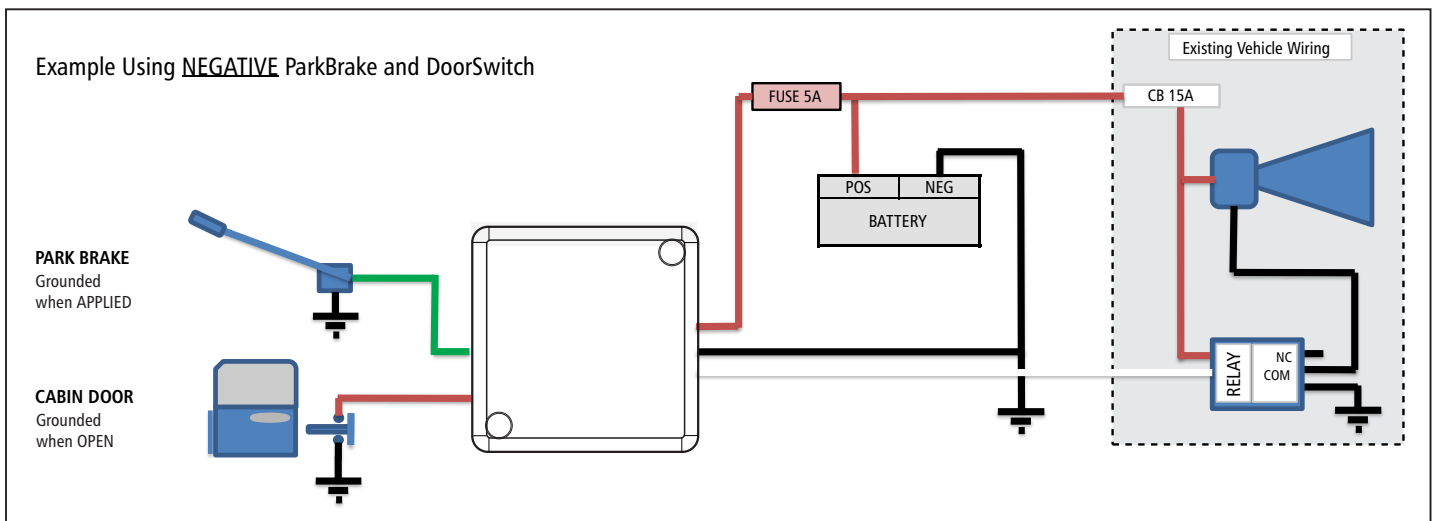 Example Using NEGATIVE ParkBrake and DoorSwitch
Existing Vehicle Wiring
FUSE 5A
CB 15A
POS
NEG
BATTERY
PARK BRAKE
Grounded
when APPLIED
RELAY
NC
COM
CABIN DOOR
Grounded
when OPEN